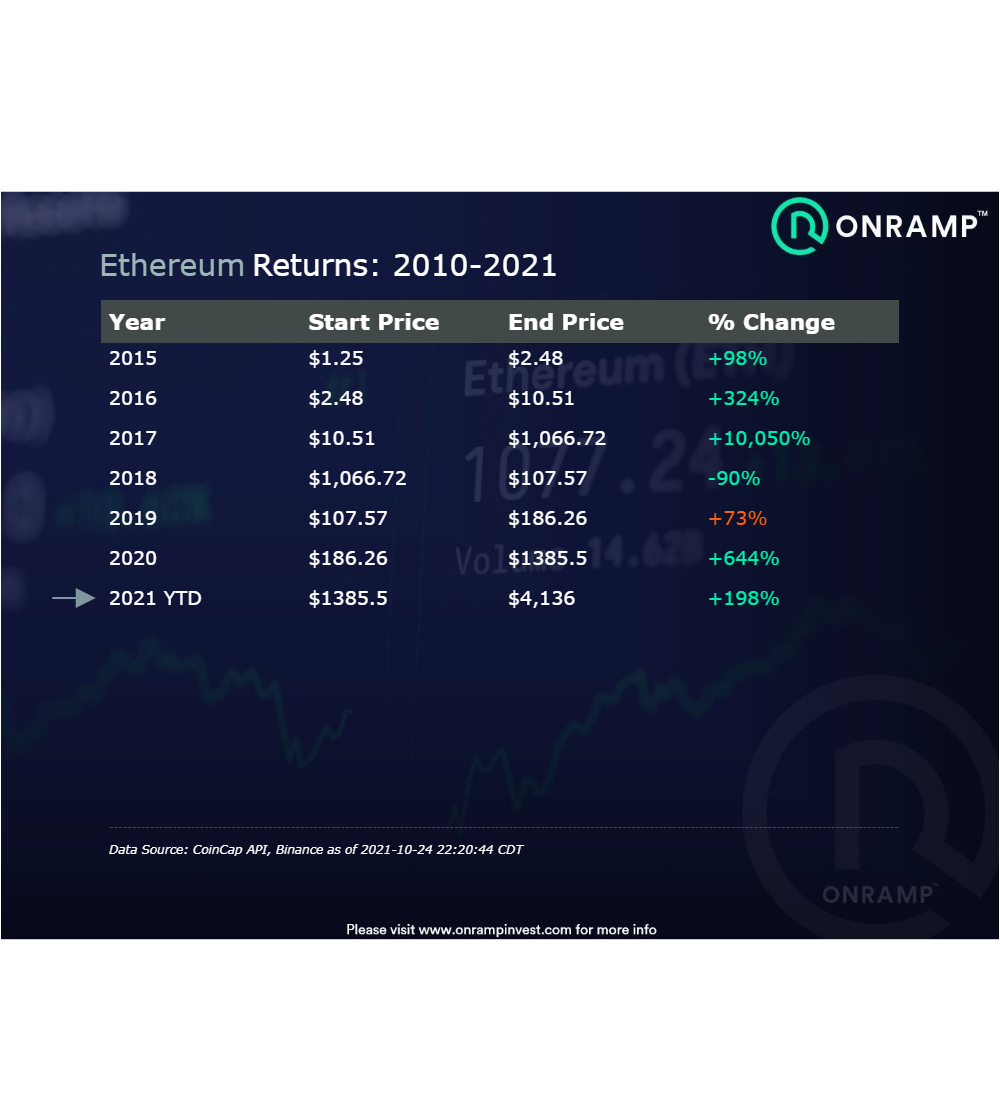 ONRAMP™
Ethereum Returns: 2010-2021
Year Start Price End Price % Change
2015 $1.25 $2.48 +98%
2016 $2.48 $10.51 +324%
2017 $10.51 $1,066.72 +10,050%
2018 $1,066.72 $107.57 -90%
2019 $107.57 $186.26 +73%
2020 $186.26 $1385.5 +644%
2021 YTD $1385.5 $4,136 +198%
Data Source: CoinCap API, Binance as of 2021-10-24 22:20:44 CDT
ONRAMP™
Please visit www.onrampinvest.com for more info